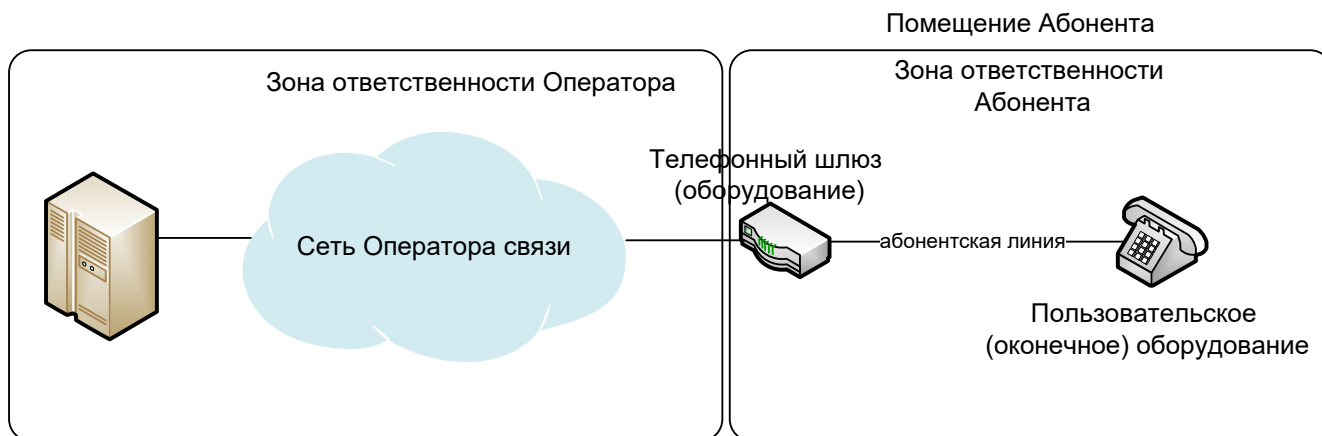 Помещение Абонента
Зона ответственности Оператора
Зона ответственности
Абонента
Телефонный шлюз
(оборудование)
Сеть Оператора связи
абонентская линия
Пользовательское
(оконечное) оборудование